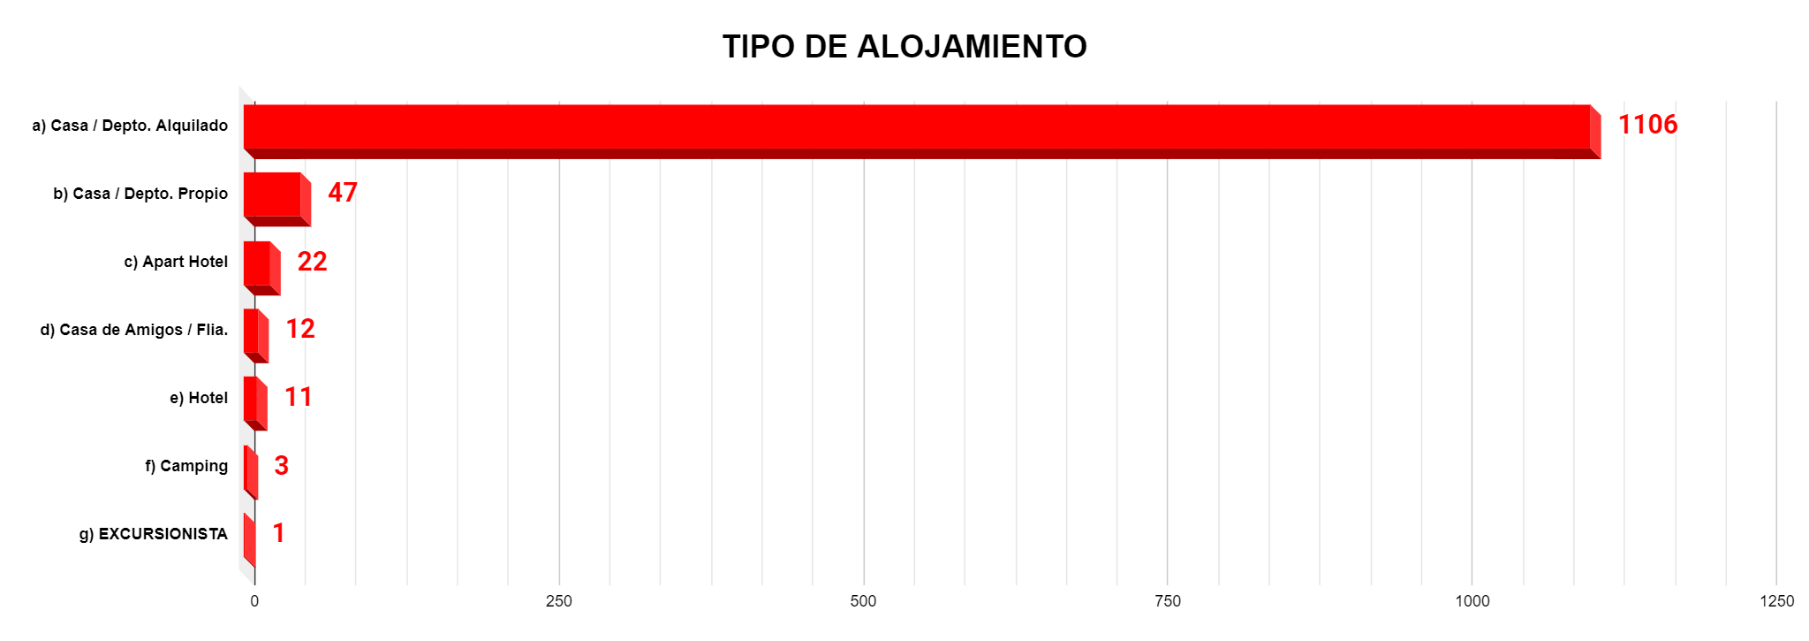 TIPO DE ALOJAMIENTO
a) Casa / Depto. Alquilado
1106
b) Casa / Depto. Propio
47
c) Apart Hotel
22
d) Casa de Amigos / Flia.
12
e) Hotel
11
f) Camping
3
g) EXCURSIONISTA
1
0 250 500 750 1000 1250